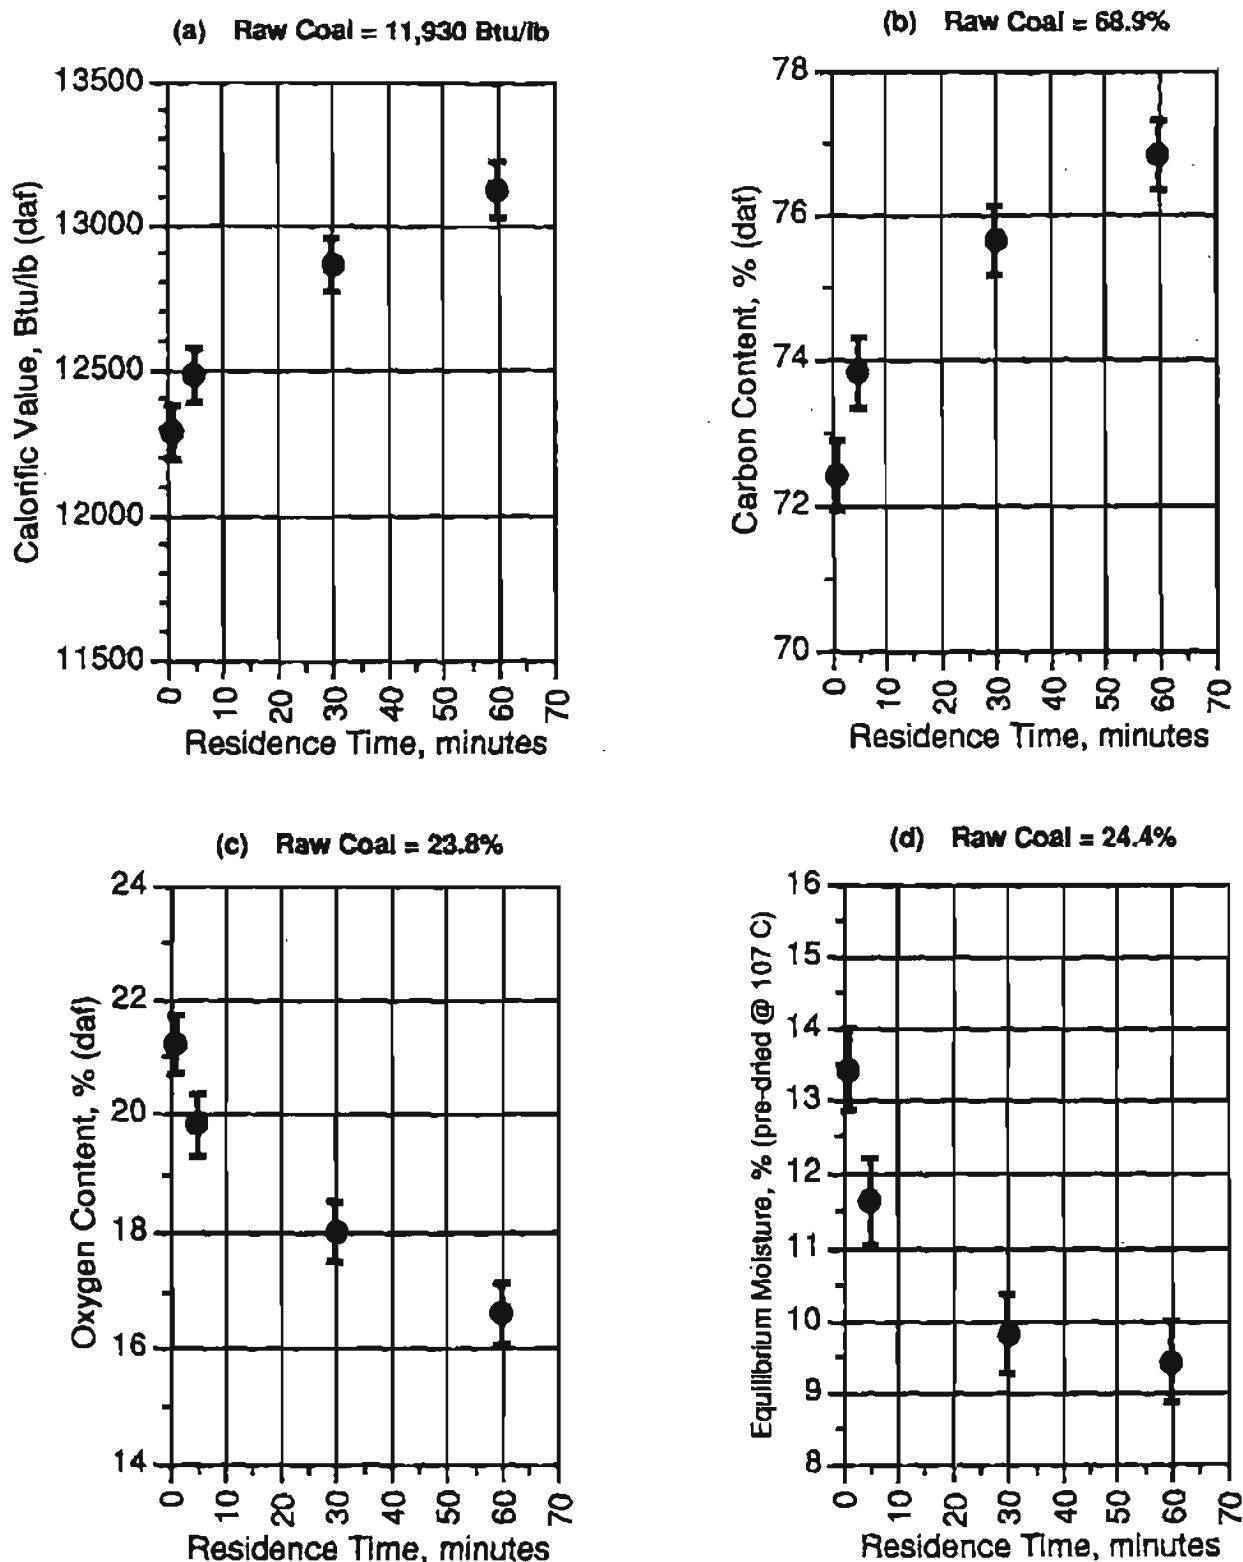 (a) Raw Coal = 11,930 Btu/lb
Calorific Value, Btu/lb (daf)
13500
13000
12500
12000
11500
0 10 20 30 40 50 60 70
Residence Time, minutes
(b) Raw Coal = 68.9%
Carbon Content, % (daf)
78
76
74
72
70
0 10 20 30 40 50 60 70
Residence Time, minutes
(c) Raw Coal = 23.8%
Oxygen Content, % (daf)
24
22
20
18
16
14
0 10 20 30 40 50 60 70
Residence Time, minutes
(d) Raw Coal = 24.4%
Equilibrium Moisture, % (pre-dried @ 107 C)
16
15
14
13
12
11
10
9
8
0 10 20 30 40 50 60 70
Residence Time, minutes